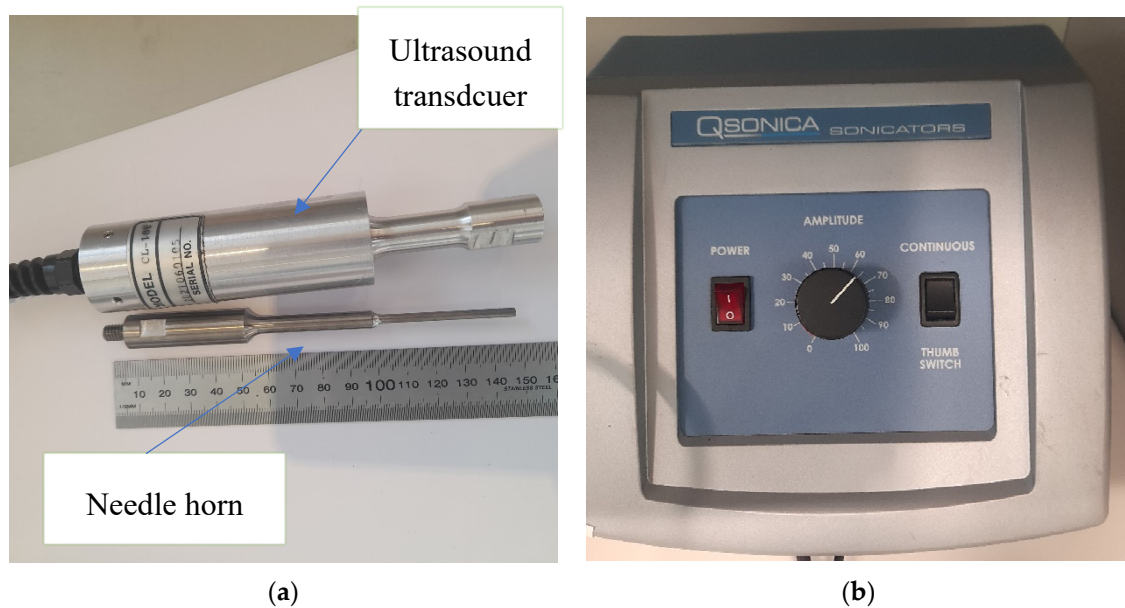 Ultrasound
transdcuer
MODEL CL-18
SERIAL NO.
MM
10 20 30 40 50 60 70 80 90 100 110 120 130 140 150
STAINLESS STEEL
Needle horn
(a)
QSONICA SONICATORS
AMPLITUDE
POWER
CONTINUOUS
0 10 20 30 40 50 60 70 80 90 100
I
O
THUMB
SWITCH
(b)